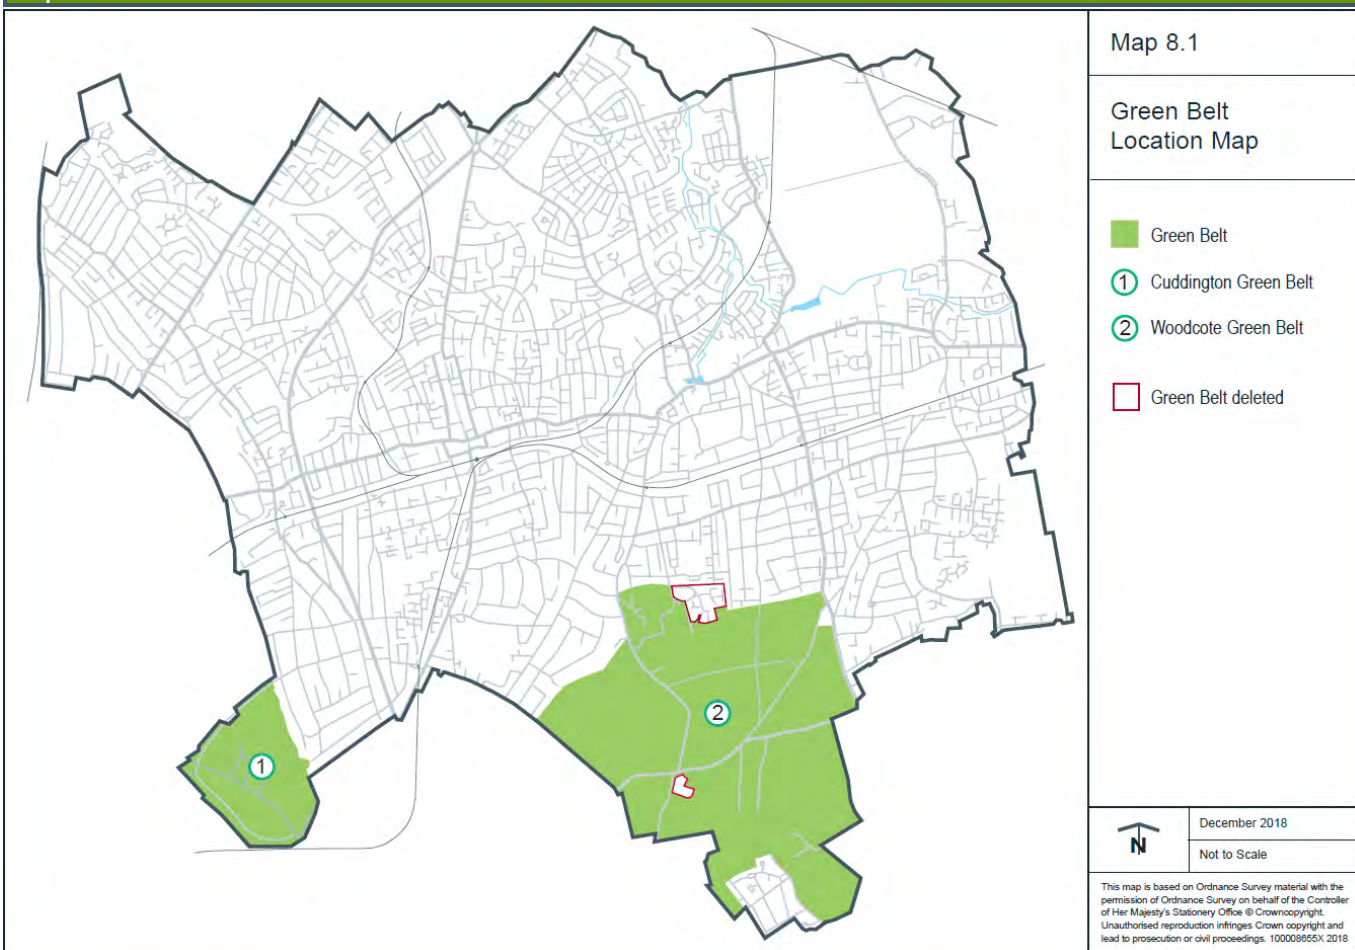 Map 8.1
Green Belt
Location Map
Green Belt
1 Cuddington Green Belt
2 Woodcote Green Belt
Green Belt deleted
1
2
N
December 2018
Not to Scale
This map is based on Ordnance Survey material with the
permission of Ordnance Survey on behalf of the Controller
of Her Majesty's Stationery Office © Crowncopyright.
Unauthorised reproduction infringes Crown copyright and
lead to prosecution or civil proceedings. 100008655X 2018